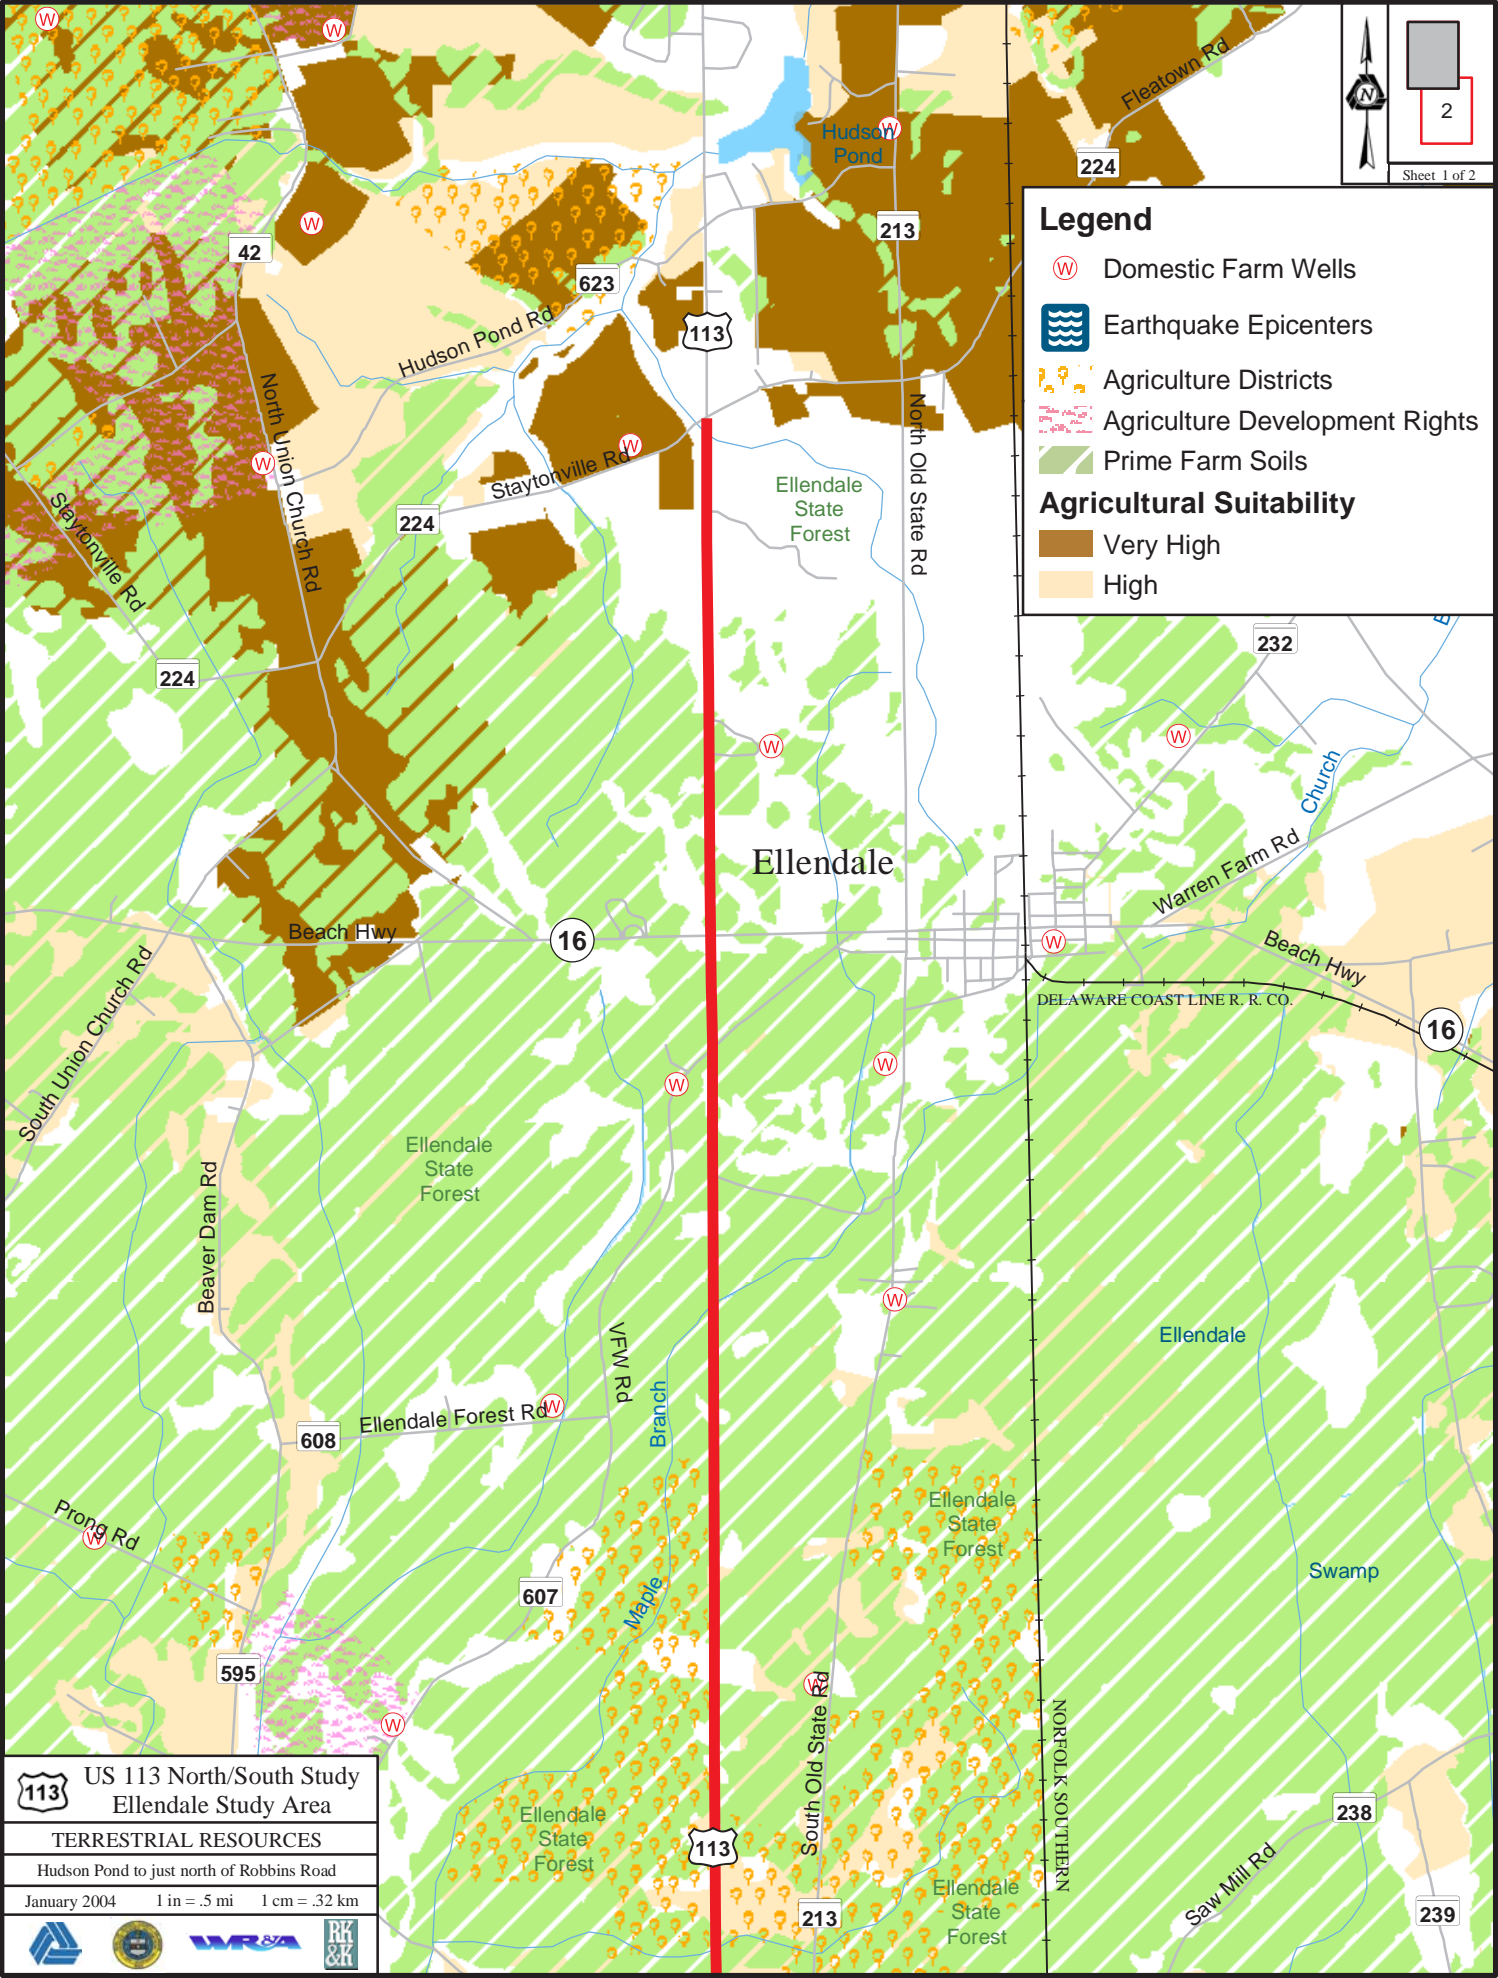 W
W
Fleatown Rd
N
2
Sheet 1 of 2
Hudson
Pond
W
224
W
42
213
623
Hudson Pond Rd
113
Legend
W Domestic Farm Wells
Earthquake Epicenters
Agriculture Districts
Agriculture Development Rights
Prime Farm Soils
Agricultural Suitability
Very High
High
North Union Church Rd
W
W
Staytonville Rd
North Old State Rd
Ellendale
State
Forest
224
Staytonville Rd
224
232
W
W
Church
Ellendale
Warren Farm Rd
Beach Hwy
16
W
Beach Hwy
DELAWARE COAST LINE R. R. CO.
16
South Union Church Rd
W
W
Ellendale
State
Forest
Beaver Dam Rd
W
Ellendale
VFW Rd
Branch
W
Ellendale Forest Rd
608
Ellendale
State
Forest
Prong Rd
W
Swamp
607
Maple
595
W
South Old State Rd
W
NORFOLK SOUTHERN
113 US 113 North/South Study
Ellendale Study Area
TERRESTRIAL RESOURCES
Hudson Pond to just north of Robbins Road
January 2004 1 in = .5 mi 1 cm = .32 km
WR&A
RK
&K
Ellendale
State
Forest
113
238
Saw Mill Rd
Ellendale
State
Forest
213
239